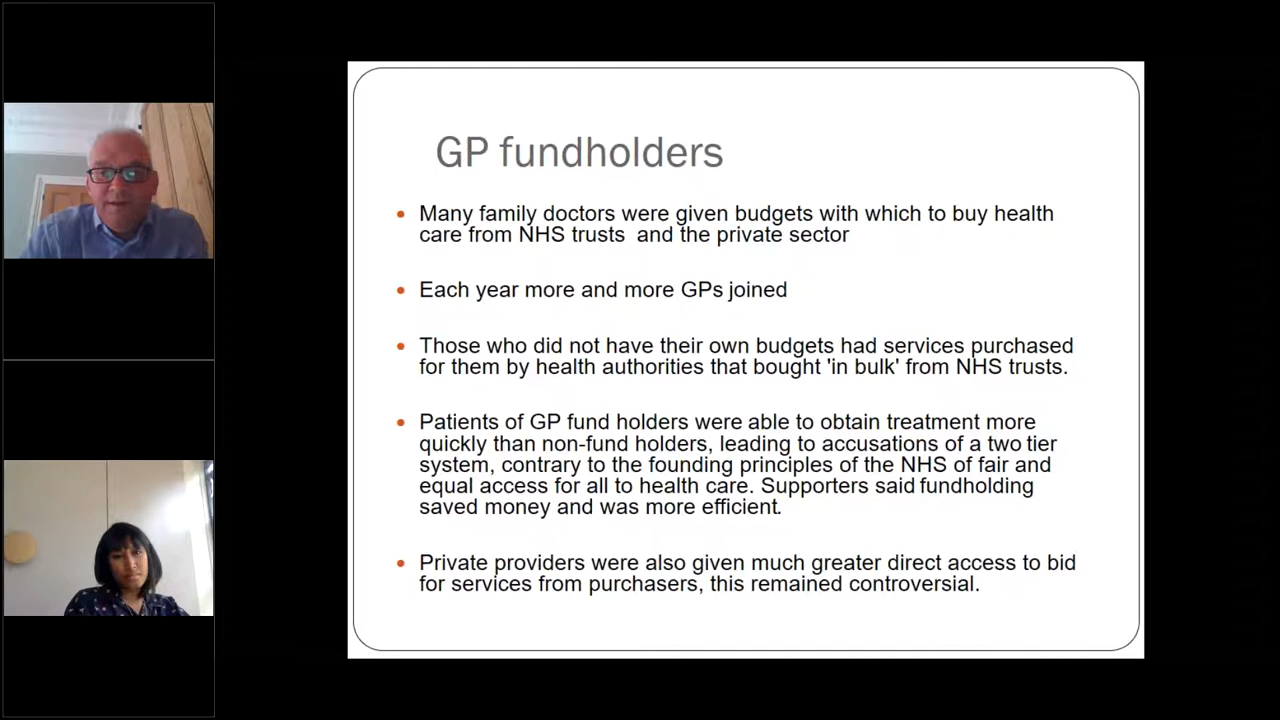 GP fundholders
Many family doctors were given budgets with which to buy health
care from NHS trusts and the private sector
Each year more and more GPs joined
Those who did not have their own budgets had services purchased
for them by health authorities that bought 'in bulk' from NHS trusts.
Patients of GP fund holders were able to obtain treatment more
quickly than non-fund holders, leading to accusations of a two tier
system, contrary to the founding principles of the NHS of fair and
equal access for all to health care. Supporters said fundholding
saved money and was more efficient.
Private providers were also given much greater direct access to bid
for services from purchasers, this remained controversial.